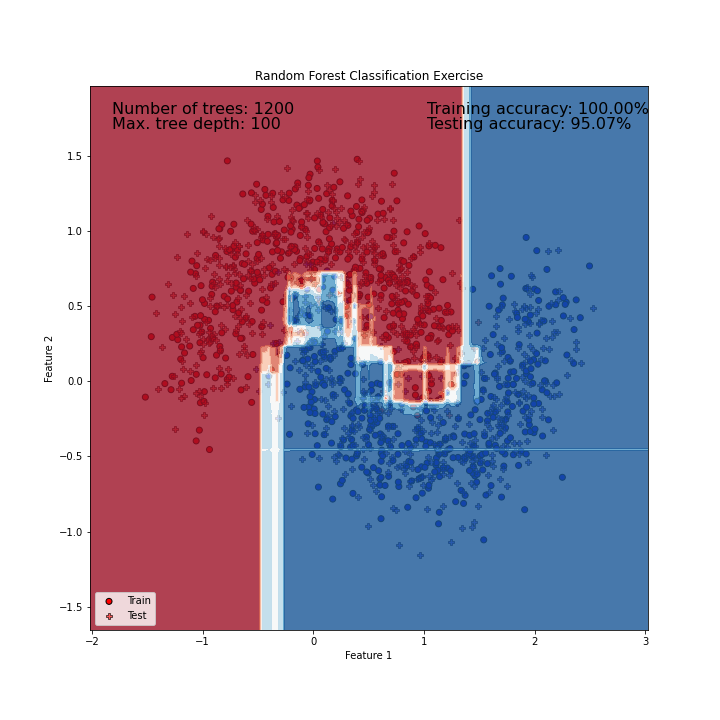 Random Forest Classification Exercise
Number of trees: 1200
Max. tree depth: 100
Training accuracy: 100.00%
Testing accuracy: 95.07%
1.5
1.0
0.5
0.0
−0.5
−1.0
−1.5
Feature 2
Train
Test
−2
−1
0
1
2
3
Feature 1